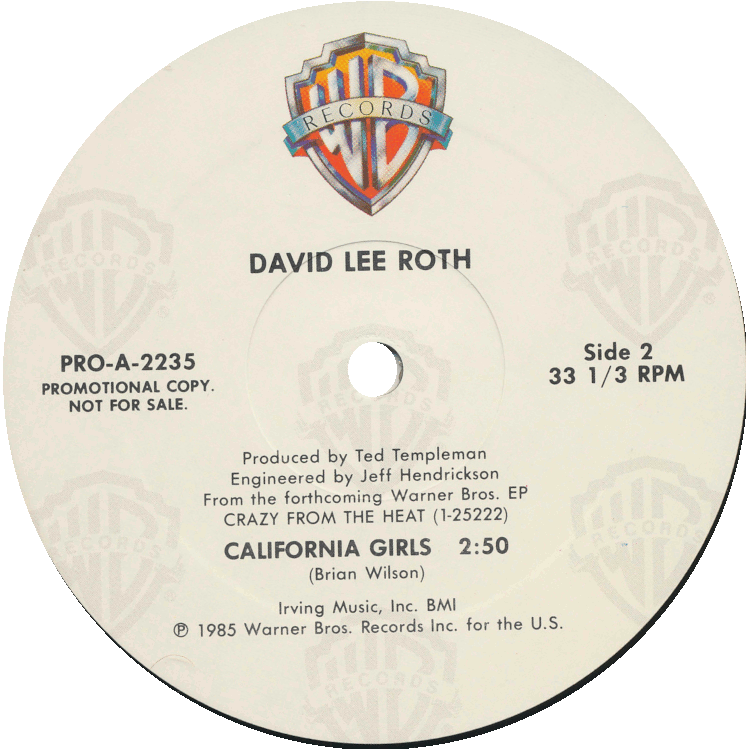 WB
RECORDS
DAVID LEE ROTH
PRO-A-2235
PROMOTIONAL COPY.
NOT FOR SALE.
Side 2
33 1/3 RPM
Produced by Ted Templeman
Engineered by Jeff Hendrickson
From the forthcoming Warner Bros. EP
CRAZY FROM THE HEAT (1-25222)
CALIFORNIA GIRLS 2:50
(Brian Wilson)
Irving Music, Inc. BMI
℗ 1985 Warner Bros. Records Inc. for the U.S.